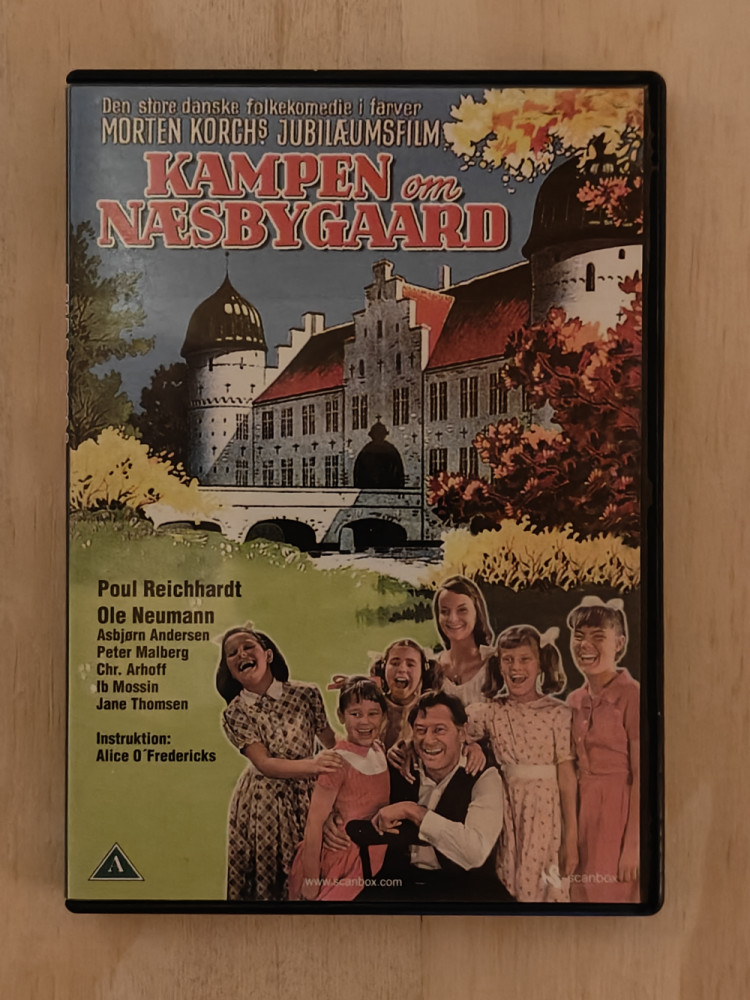 Den store danske folkekomedie i farver
MORTEN KORCHS JUBILÆUMSFILM
KAMPEN om
NÆSBYGAARD
Poul Reichhardt
Ole Neumann
Asbjørn Andersen
Peter Malberg
Chr. Arhoff
Ib Mossin
Jane Thomsen
Instruktion:
Alice O´Fredericks
A
www.scanbox.com
scanbox